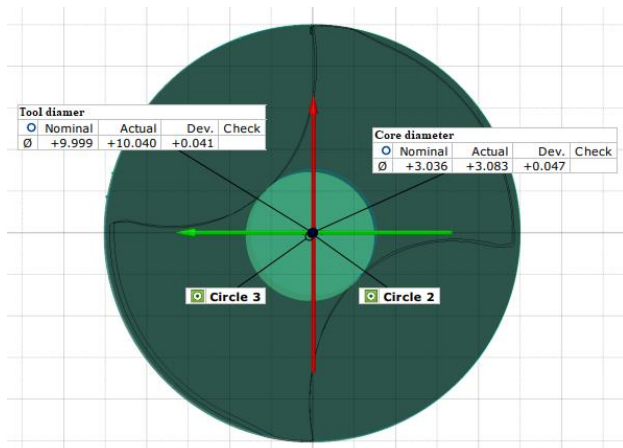 Tool diamer
Nominal Actual Dev. Check
Ø +9.999 +10.040 +0.041
Core diameter
Nominal Actual Dev. Check
Ø +3.036 +3.083 +0.047
Circle 3
Circle 2